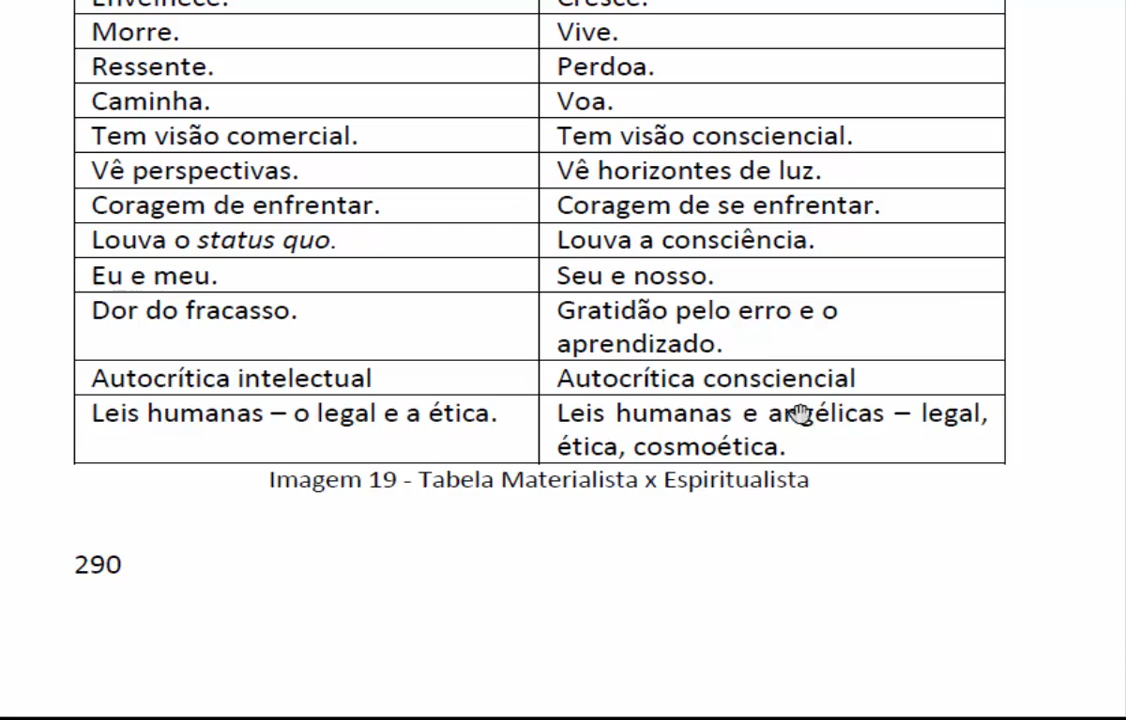 Envelhece. Cresce.
Morre. Vive.
Ressente. Perdoa.
Caminha. Voa.
Tem visão comercial. Tem visão consciencial.
Vê perspectivas. Vê horizontes de luz.
Coragem de enfrentar. Coragem de se enfrentar.
Louva o status quo. Louva a consciência.
Eu e meu. Seu e nosso.
Dor do fracasso. Gratidão pelo erro e o
aprendizado.
Autocrítica intelectual Autocrítica consciencial
Leis humanas – o legal e a ética. Leis humanas e angélicas – legal,
ética, cosmoética.
Imagem 19 - Tabela Materialista x Espiritualista
290